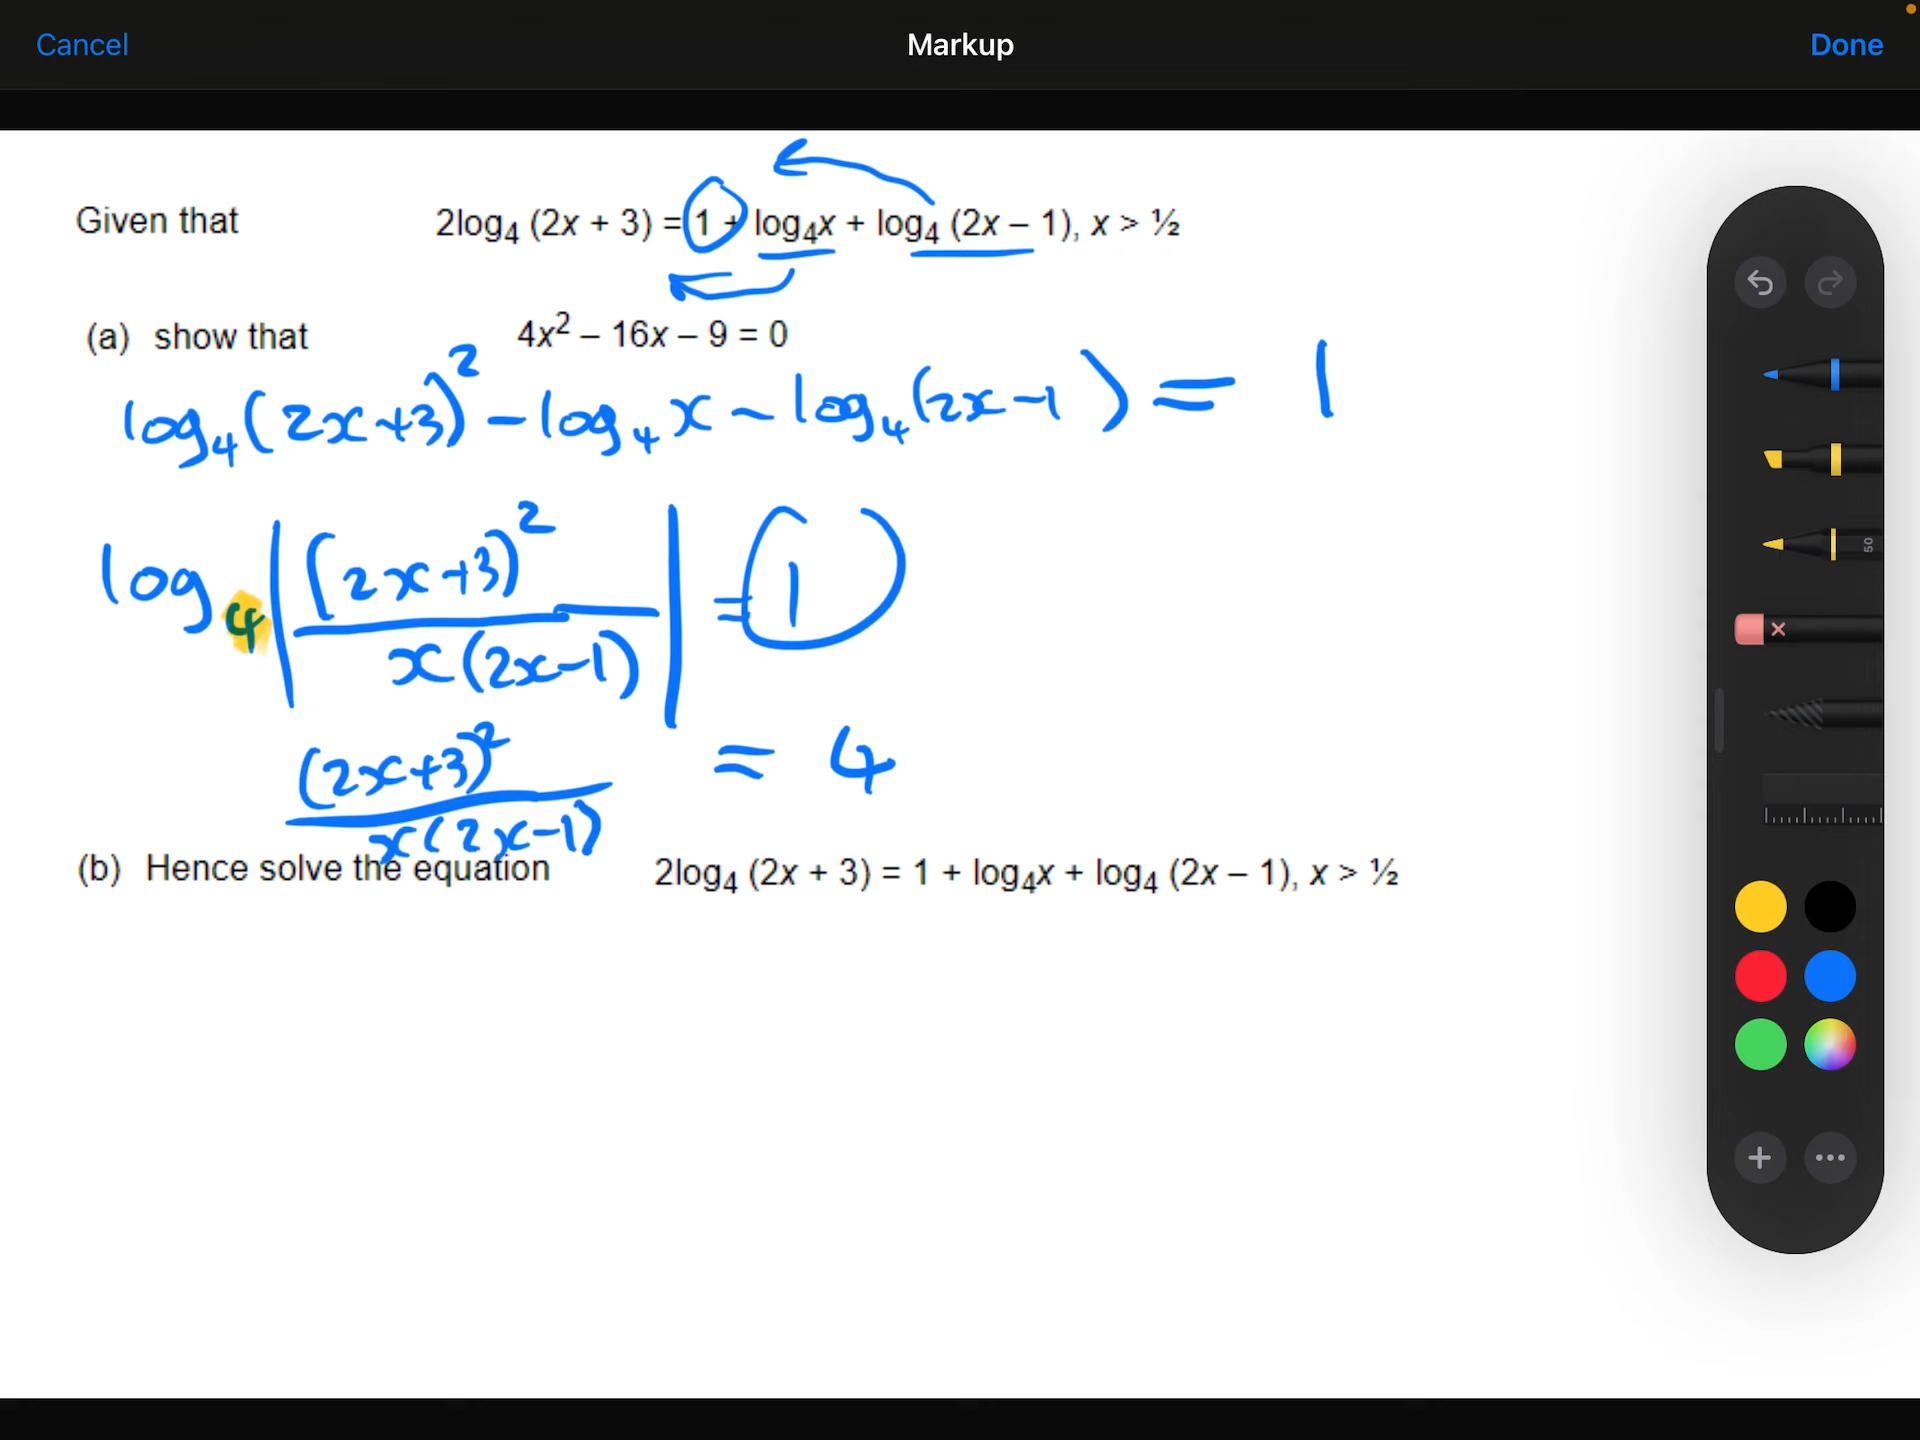 Cancel Markup Done
Given that 2log₄ (2x + 3) = 1 + log₄x + log₄ (2x – 1), x > ½
(a) show that 4x² – 16x – 9 = 0
log₄(2x+3)² – log₄x – log₄(2x–1) = 1
log₄|(2x+3)²/x(2x–1)| = 1
(2x+3)²/x(2x–1) = 4
(b) Hence solve the equation 2log₄ (2x + 3) = 1 + log₄x + log₄ (2x – 1), x > ½
50